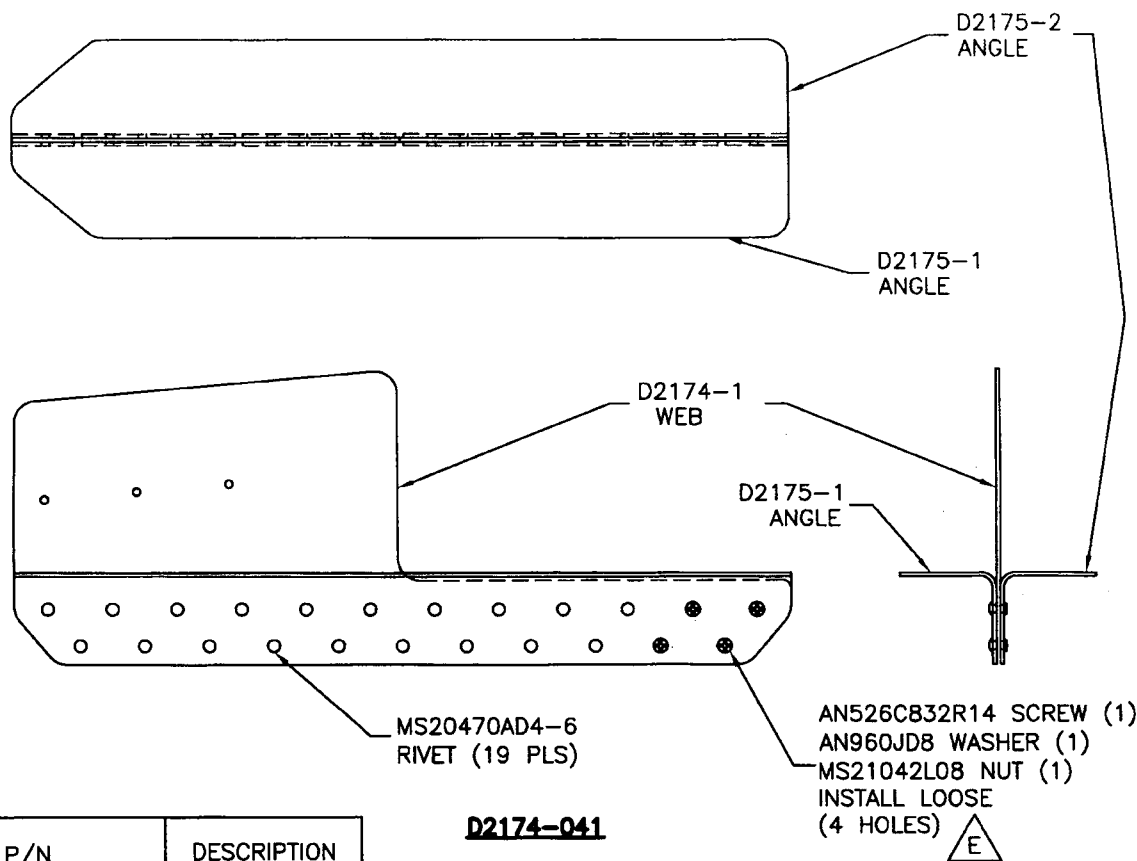 D2175-2
ANGLE
D2175-1
ANGLE
D2174-1
WEB
D2175-1
ANGLE
MS20470AD4-6
RIVET (19 PLS)
AN526C832R14 SCREW (1)
AN960JD8 WASHER (1)
MS21042L08 NUT (1)
INSTALL LOOSE
(4 HOLES)
E
D2174-041
P/N
DESCRIPTION